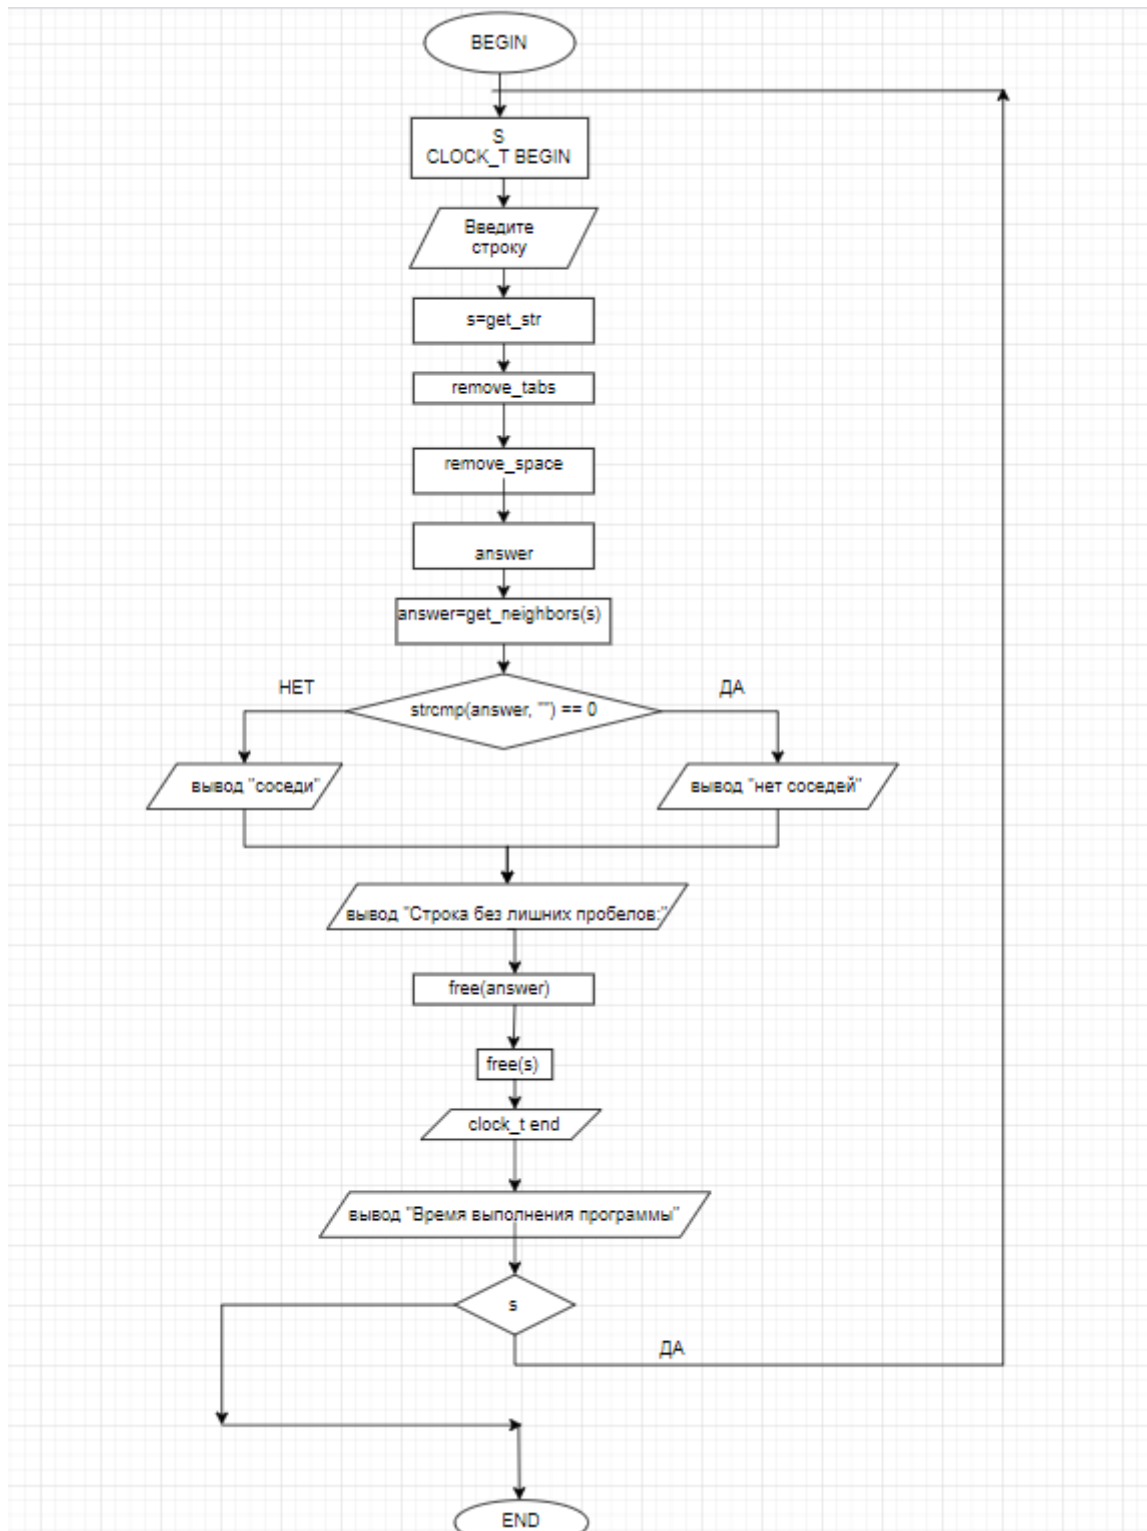 BEGIN
S
CLOCK_T BEGIN
Введите
строку
s=get_str
remove_tabs
remove_space
answer
answer=get_neighbors(s)
НЕТ
ДА
strcmp(answer, "") == 0
вывод "соседи"
вывод "нет соседей"
вывод "Строка без лишних пробелов:"
free(answer)
free(s)
clock_t end
вывод "Время выполнения программы"
s
ДА
END